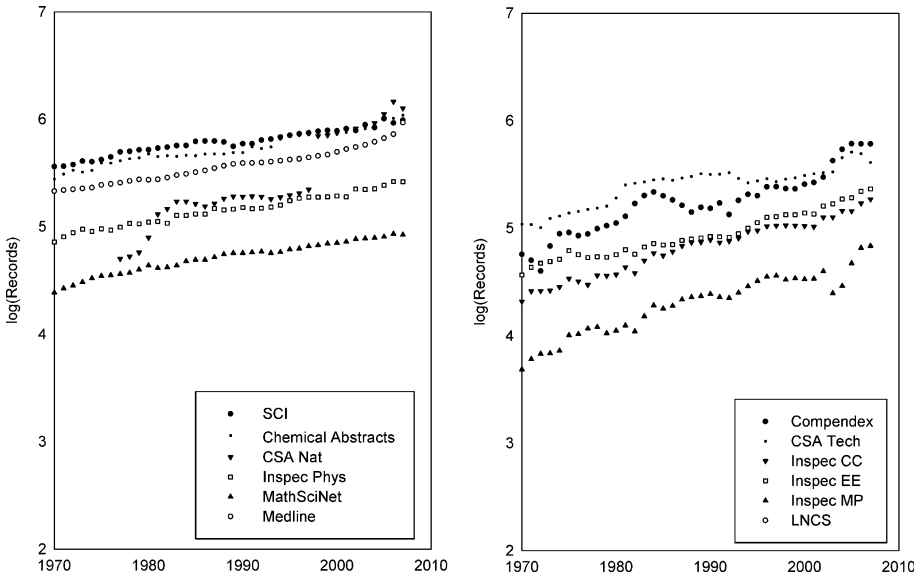 7
6
5
4
3
2
log(Records)
SCI
Chemical Abstracts
CSA Nat
Inspec Phys
MathSciNet
Medline
1970 1980 1990 2000 2010
7
6
5
4
3
2
log(Records)
Compendex
CSA Tech
Inspec CC
Inspec EE
Inspec MP
LNCS
1970 1980 1990 2000 2010